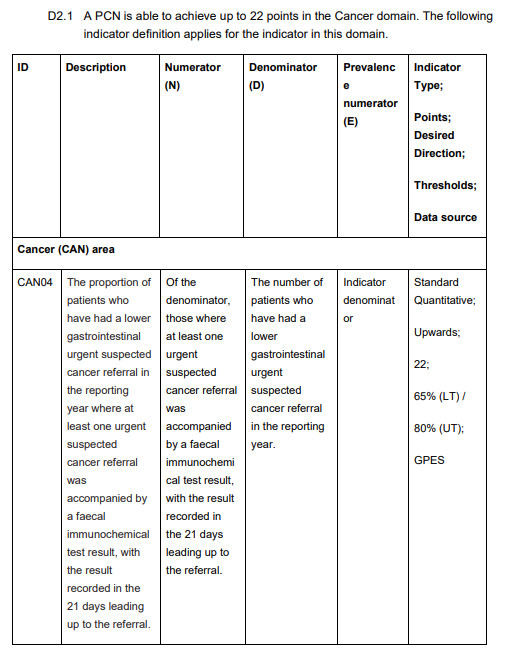 D2.1 A PCN is able to achieve up to 22 points in the Cancer domain. The following
indicator definition applies for the indicator in this domain.
ID
Description
Numerator
(N)
Denominator
(D)
Prevalenc
e
numerator
(E)
Indicator
Type;
Points;
Desired
Direction;
Thresholds;
Data source
Cancer (CAN) area
CAN04
The proportion of
patients who
have had a lower
gastrointestinal
urgent suspected
cancer referral in
the reporting
year where at
least one urgent
suspected
cancer referral
was
accompanied by
a faecal
immunochemical
test result, with
the result
recorded in the
21 days leading
up to the referral.
Of the
denominator,
those where
at least one
urgent
suspected
cancer referral
was
accompanied
by a faecal
immunochemi
cal test result,
with the result
recorded in
the 21 days
leading up to
the referral.
The number of
patients who
have had a
lower
gastrointestinal
urgent
suspected
cancer referral
in the reporting
year.
Indicator
denominat
or
Standard
Quantitative;
Upwards;
22;
65% (LT) /
80% (UT);
GPES